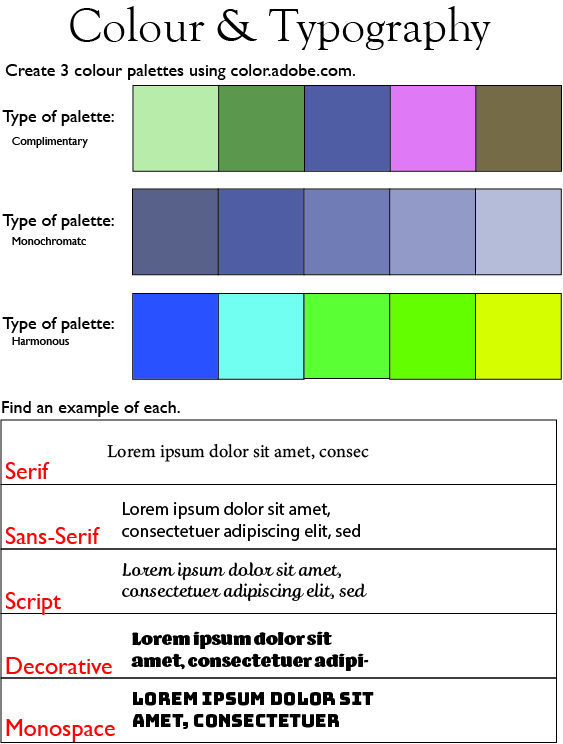 Colour & Typography
Create 3 colour palettes using color.adobe.com.
Type of palette:
Complimentary
Type of palette:
Monochromatc
Type of palette:
Harmonous
Find an example of each.
Serif
Lorem ipsum dolor sit amet, consec
Sans-Serif
Lorem ipsum dolor sit amet,
consectetuer adipiscing elit, sed
Script
Lorem ipsum dolor sit amet,
consectetuer adipiscing elit, sed
Decorative
Lorem ipsum dolor sit
amet, consectetuer adipi-
Monospace
LOREM IPSUM DOLOR SIT
AMET, CONSECTETUER